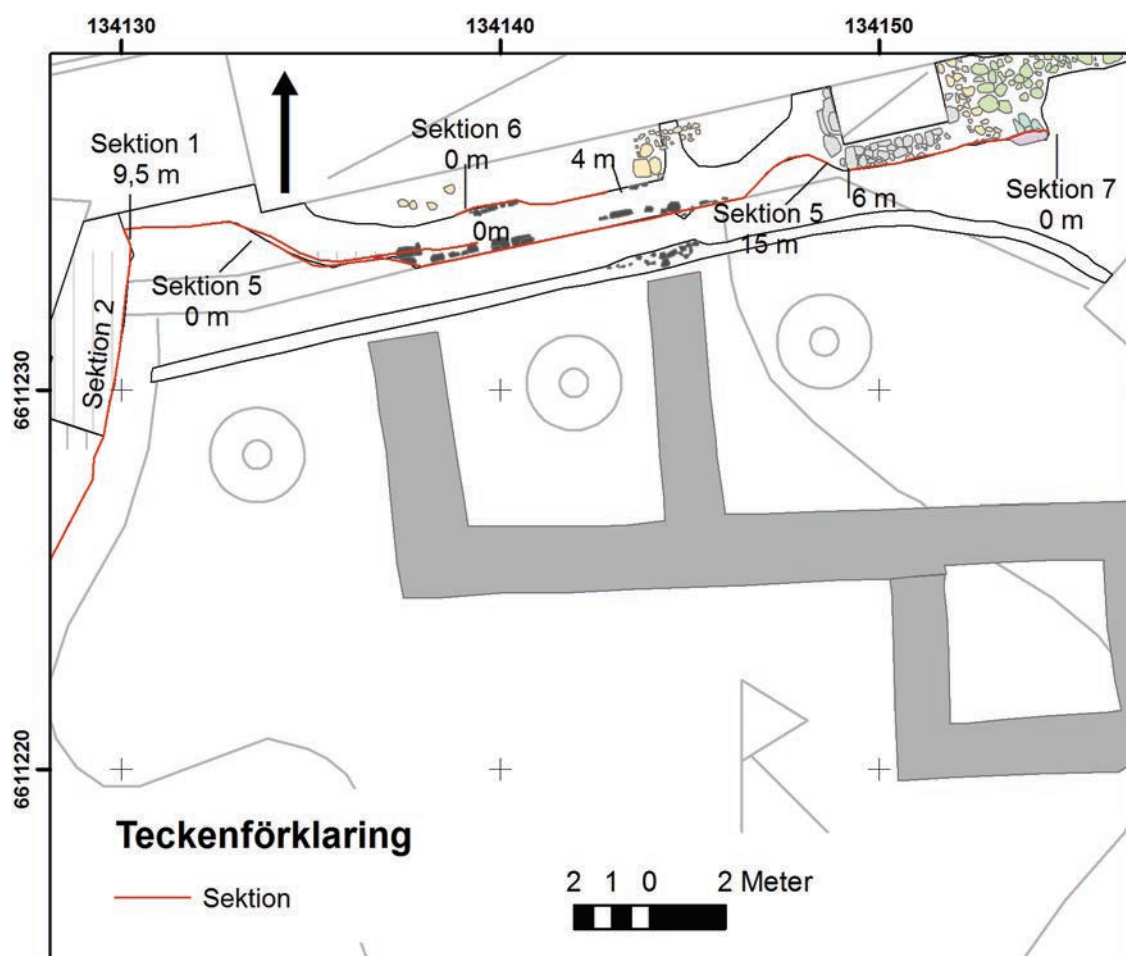 134130 134140 134150
Sektion 1
9,5 m
Sektion 6
0 m
4 m
Sektion 7
0 m
6 m
Sektion 5
15 m
0m
Sektion 5
0 m
Sektion 2
6611230
6611220
Teckenförklaring
Sektion
2 1 0 2 Meter